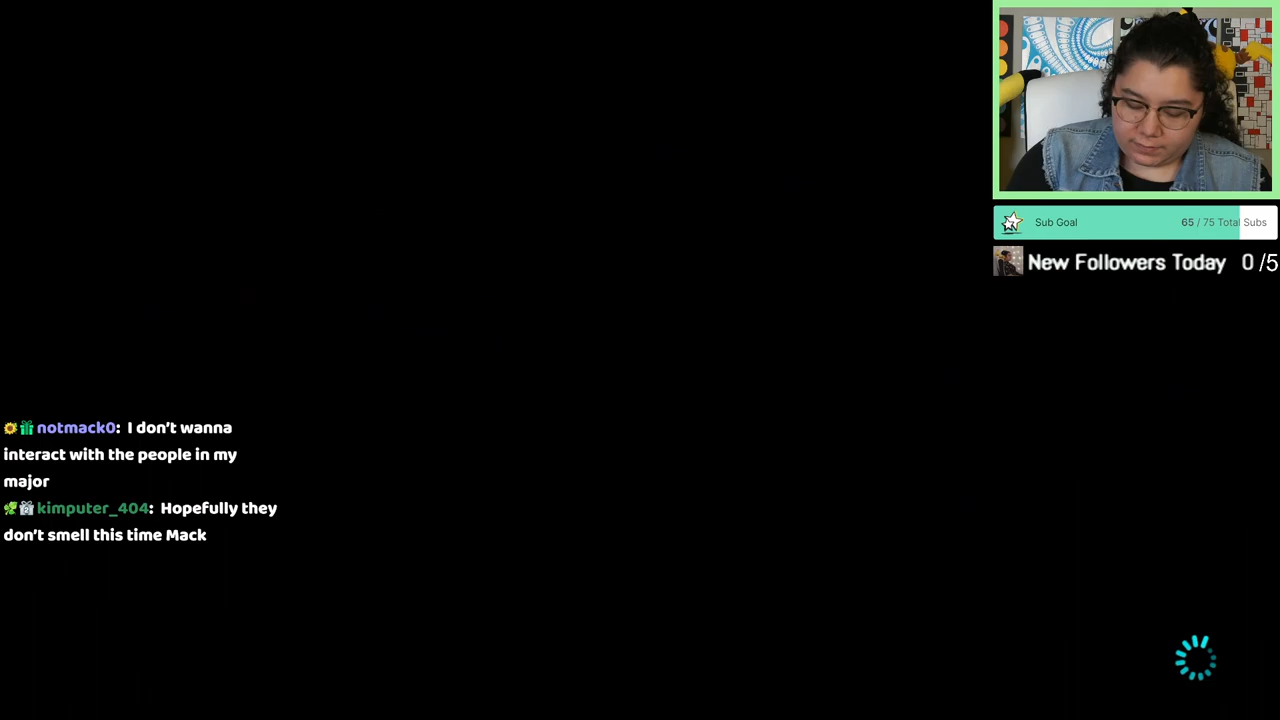 Sub Goal 65 / 75 Total Subs
New Followers Today 0 /5
notmack0: I don't wanna
interact with the people in my
major
kimputer_404: Hopefully they
don't smell this time Mack